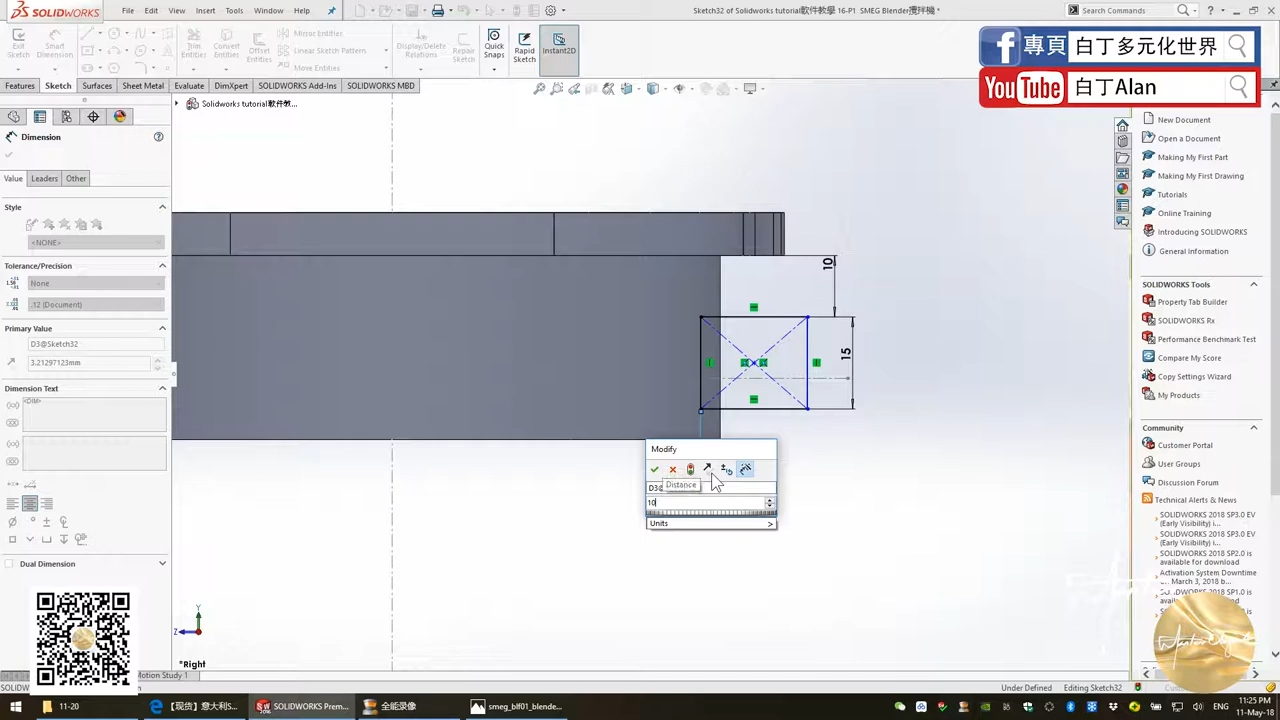 SOLIDWORKS
File
Edit
View
Insert
Tools
Window
Help
Sketch32 of Solidworks tutorial軟件教學 16-P1 SMEG Blender攪拌機 *
Search Commands
Exit Sketch
Smart Dimension
Trim Entities
Convert Entities
Offset Entities
Mirror Entities
Linear Sketch Pattern
Move Entities
Display/Delete Relations
Repair Sketch
Quick Snaps
Rapid Sketch
Instant2D
専頁
白丁多元化世界
YouTube
白丁Alan
Features
Sketch
Sheet Metal
Surfaces
Evaluate
DimXpert
SOLIDWORKS Add-Ins
SOLIDWORKS MBD
Solidworks tutorial軟件教...
Dimension
Value
Leaders
Other
Style
<NONE>
Tolerance/Precision
None
.12 (Document)
Primary Value
D3@Sketch32
3.21297123mm
Dimension Text
<DIM>
Dual Dimension
10
15
Modify
Distance
D3@
10
Units
Y
Z
*Right
New Document
Open a Document
Making My First Part
Making My First Drawing
Tutorials
Online Training
Introducing SOLIDWORKS
General Information
SOLIDWORKS Tools
Property Tab Builder
SOLIDWORKS Rx
Performance Benchmark Test
Compare My Score
Copy Settings Wizard
My Products
Community
Customer Portal
User Groups
Discussion Forum
Technical Alerts & News
SOLIDWORKS 2018 SP3.0 EV
(Early Visibility) i...
SOLIDWORKS 2018 SP3.0 EV
(Early Visibility) i...
SOLIDWORKS 2018 SP2.0 is
available for download
Activation System Downtime
March 3, 2018
Motion Study 1
Under Defined
Editing Sketch32
11-20
【现货】意大利S...
SOLIDWORKS Prem...
全能录像
smeg_blf01_blende...
ENG
11:25 PM
11-May-18